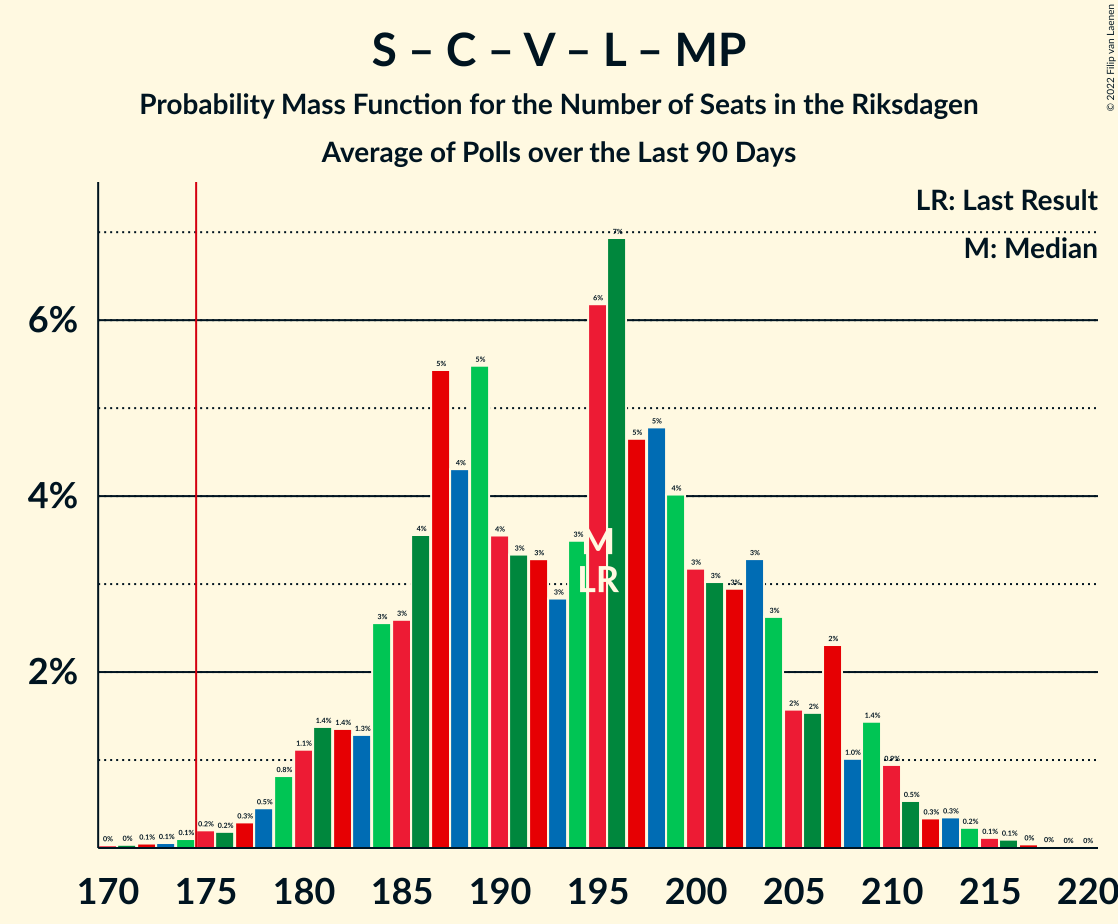 S – C – V – L – MP
Probability Mass Function for the Number of Seats in the Riksdagen
Average of Polls over the Last 90 Days
© 2022 Filip van Laenen
LR: Last Result
M: Median
6%
4%
2%
0% 0% 0.1% 0.1% 0.1% 0.2% 0.2% 0.3% 0.5% 0.8% 1.1% 1.4% 1.4% 1.3% 3% 3% 4% 5% 4% 5% 4% 3% 3% 3% 3% 6% 7% 5% 5% 4% 3% 3% 3% 3% 3% 2% 2% 2% 1.0% 1.4% 0.9% 0.5% 0.3% 0.3% 0.2% 0.1% 0.1% 0% 0% 0% 0%
M
LR
170 175 180 185 190 195 200 205 210 215 220